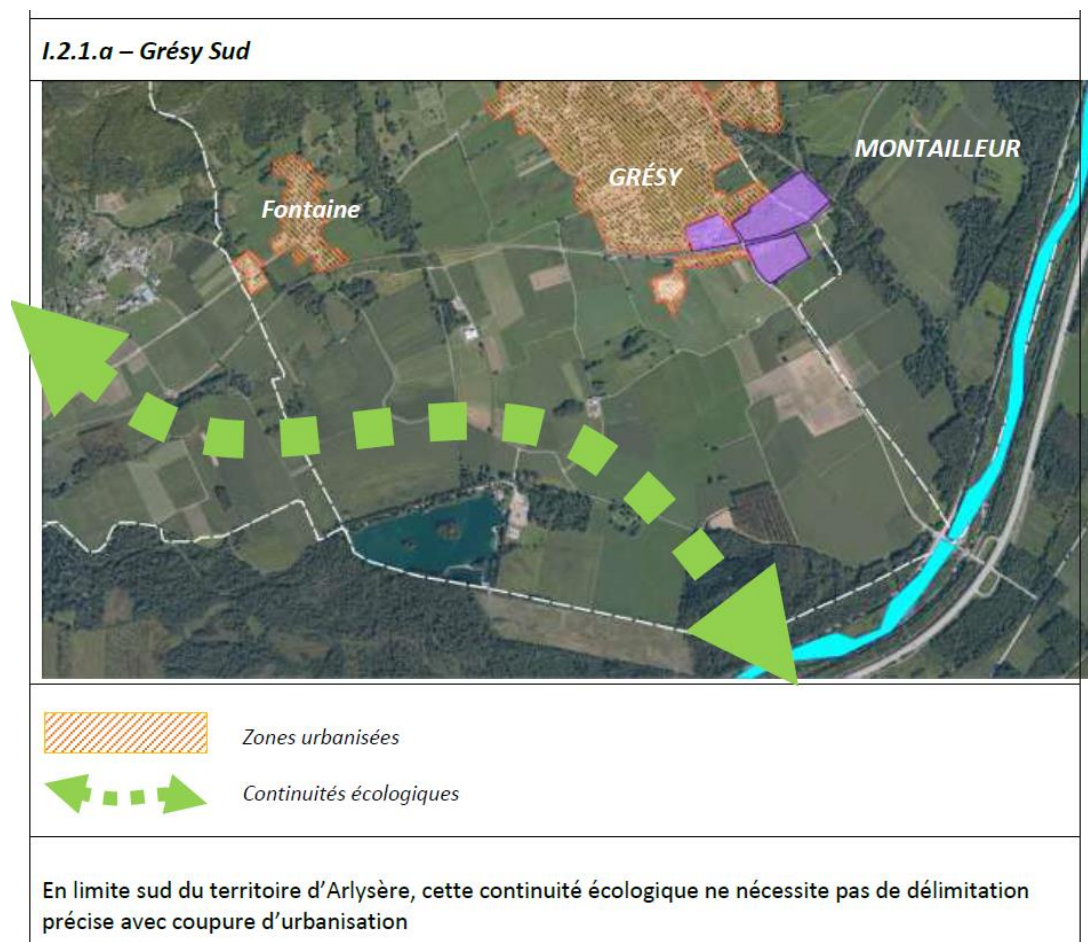 I.2.1.a – Grésy Sud
MONTAILLEUR
GRÉSY
Fontaine
Zones urbanisées
Continuités écologiques
En limite sud du territoire d’Arlysère, cette continuité écologique ne nécessite pas de délimitation
précise avec coupure d’urbanisation